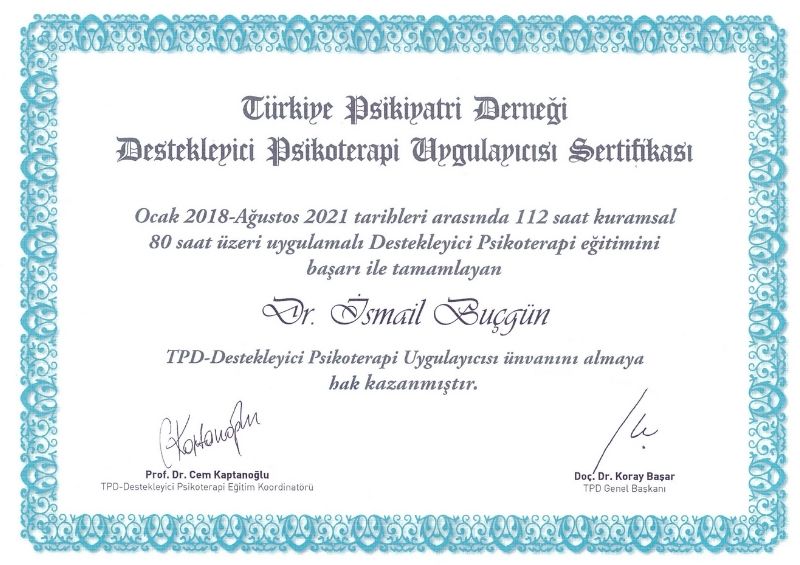 Türkiye Psikiyatri Derneği
Destekleyici Psikoterapi Uygulayıcısı Sertifikası
Ocak 2018-Ağustos 2021 tarihleri arasında 112 saat kuramsal
80 saat üzeri uygulamalı Destekleyici Psikoterapi eğitimini
başarı ile tamamlayan
Dr. İsmail Buçgün
TPD-Destekleyici Psikoterapi Uygulayıcısı ünvanını almaya
hak kazanmıştır.
Prof. Dr. Cem Kaptanoğlu
TPD-Destekleyici Psikoterapi Eğitim Koordinatörü
Doç. Dr. Koray Başar
TPD Genel Başkanı